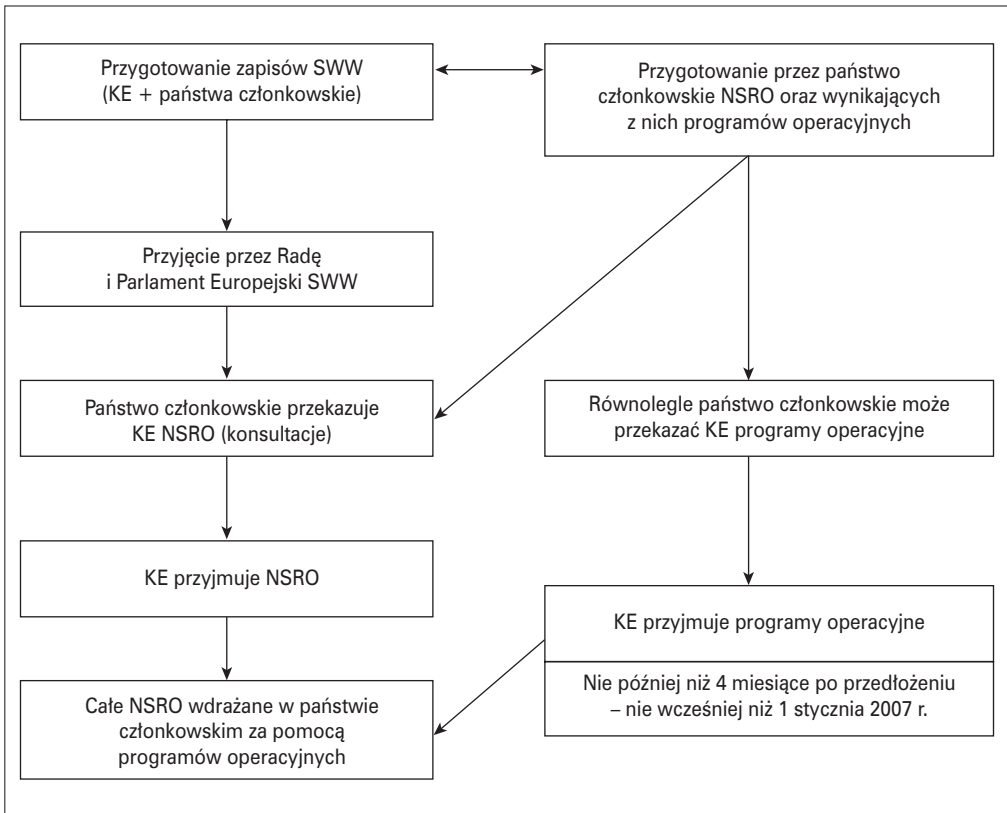 Przygotowanie zapisów SWW
(KE + państwa członkowskie)
Przygotowanie przez państwo
członkowskie NSRO oraz wynikających
z nich programów operacyjnych
Przyjęcie przez Radę
i Parlament Europejski SWW
Państwo członkowskie przekazuje
KE NSRO (konsultacje)
Równolegle państwo członkowskie może
przekazać KE programy operacyjne
KE przyjmuje NSRO
KE przyjmuje programy operacyjne
Nie później niż 4 miesiące po przedłożeniu
– nie wcześniej niż 1 stycznia 2007 r.
Całe NSRO wdrażane w państwie
członkowskim za pomocą
programów operacyjnych